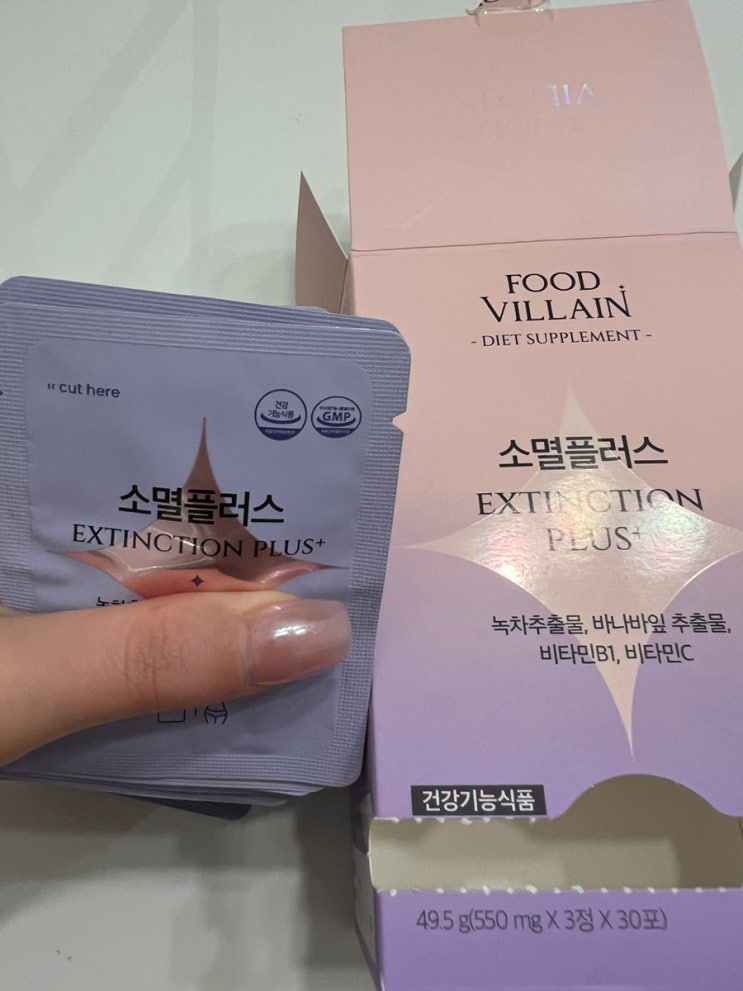 FOOD
VILLAIN
- DIET SUPPLEMENT -
소멸플러스
EXTINCTION
PLUS+
녹차추출물, 바나바잎 추출물,
비타민B1, 비타민C
건강기능식품
49.5 g(550 mg X 3정 X 30포)
‹‹ cut here
건강
기능식품
GMP
소멸플러스
EXTINCTION PLUS+